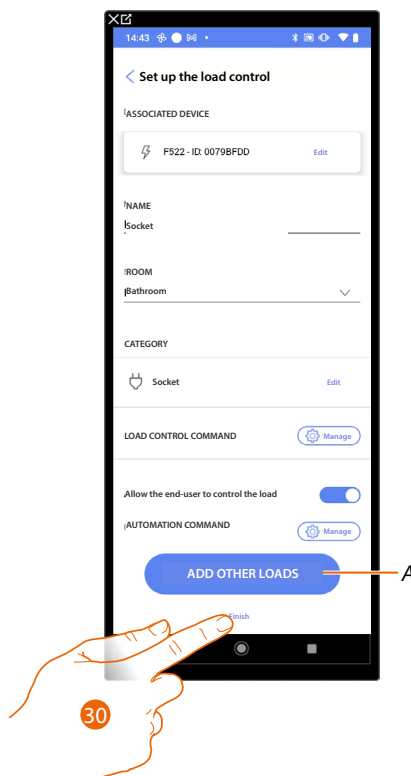 14:43
Set up the load control
ASSOCIATED DEVICE
F522 - ID: 0079BFDD Edit
NAME
Socket
ROOM
Bathroom
CATEGORY
Socket Edit
LOAD CONTROL COMMAND Manage
Allow the end-user to control the load
AUTOMATION COMMAND Manage
ADD OTHER LOADS A
Finish
30